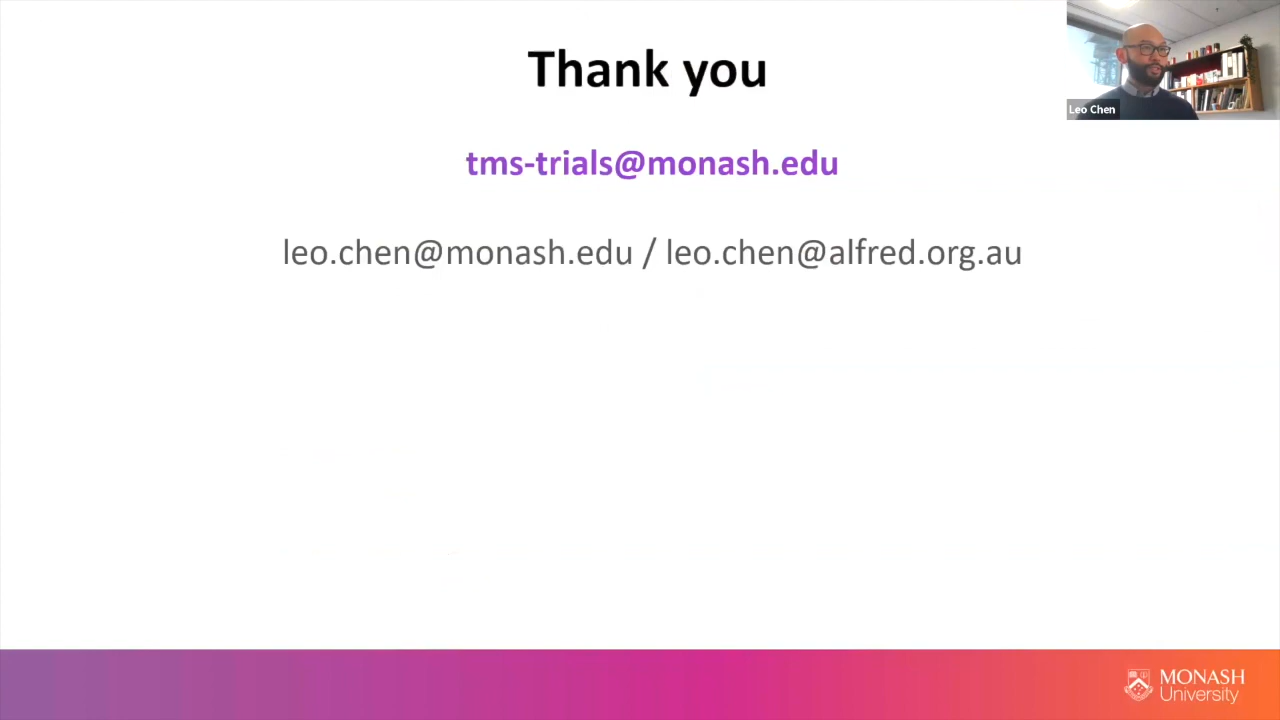 Thank you
Leo Chen
tms-trials@monash.edu
leo.chen@monash.edu / leo.chen@alfred.org.au
MONASH
University